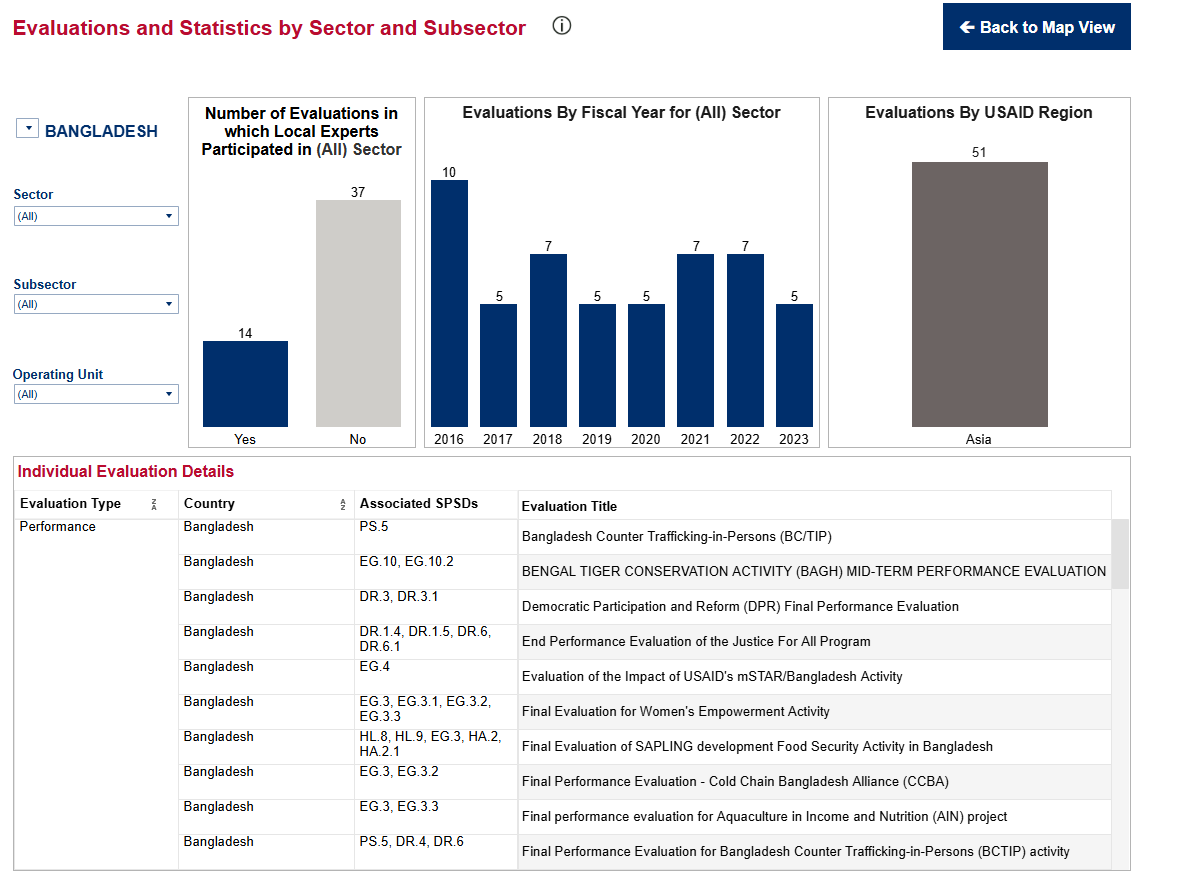 Evaluations and Statistics by Sector and Subsector
← Back to Map View
BANGLADESH
Sector
(All)
Subsector
(All)
Operating Unit
(All)
Number of Evaluations in
which Local Experts
Participated in (All) Sector
14
37
Yes
No
Evaluations By Fiscal Year for (All) Sector
10
5
7
5
5
7
7
5
2016
2017
2018
2019
2020
2021
2022
2023
Evaluations By USAID Region
51
Asia
Individual Evaluation Details
Evaluation Type
Country
Associated SPSDs
Evaluation Title
Performance
Bangladesh
PS.5
Bangladesh Counter Trafficking-in-Persons (BC/TIP)
Bangladesh
EG.10, EG.10.2
BENGAL TIGER CONSERVATION ACTIVITY (BAGH) MID-TERM PERFORMANCE EVALUATION
Bangladesh
DR.3, DR.3.1
Democratic Participation and Reform (DPR) Final Performance Evaluation
Bangladesh
DR.1.4, DR.1.5, DR.6,
DR.6.1
End Performance Evaluation of the Justice For All Program
Bangladesh
EG.4
Evaluation of the Impact of USAID's mSTAR/Bangladesh Activity
Bangladesh
EG.3, EG.3.1, EG.3.2,
EG.3.3
Final Evaluation for Women's Empowerment Activity
Bangladesh
HL.8, HL.9, EG.3, HA.2,
HA.2.1
Final Evaluation of SAPLING development Food Security Activity in Bangladesh
Bangladesh
EG.3, EG.3.2
Final Performance Evaluation - Cold Chain Bangladesh Alliance (CCBA)
Bangladesh
EG.3, EG.3.3
Final performance evaluation for Aquaculture in Income and Nutrition (AIN) project
Bangladesh
PS.5, DR.4, DR.6
Final Performance Evaluation for Bangladesh Counter Trafficking-in-Persons (BCTIP) activity